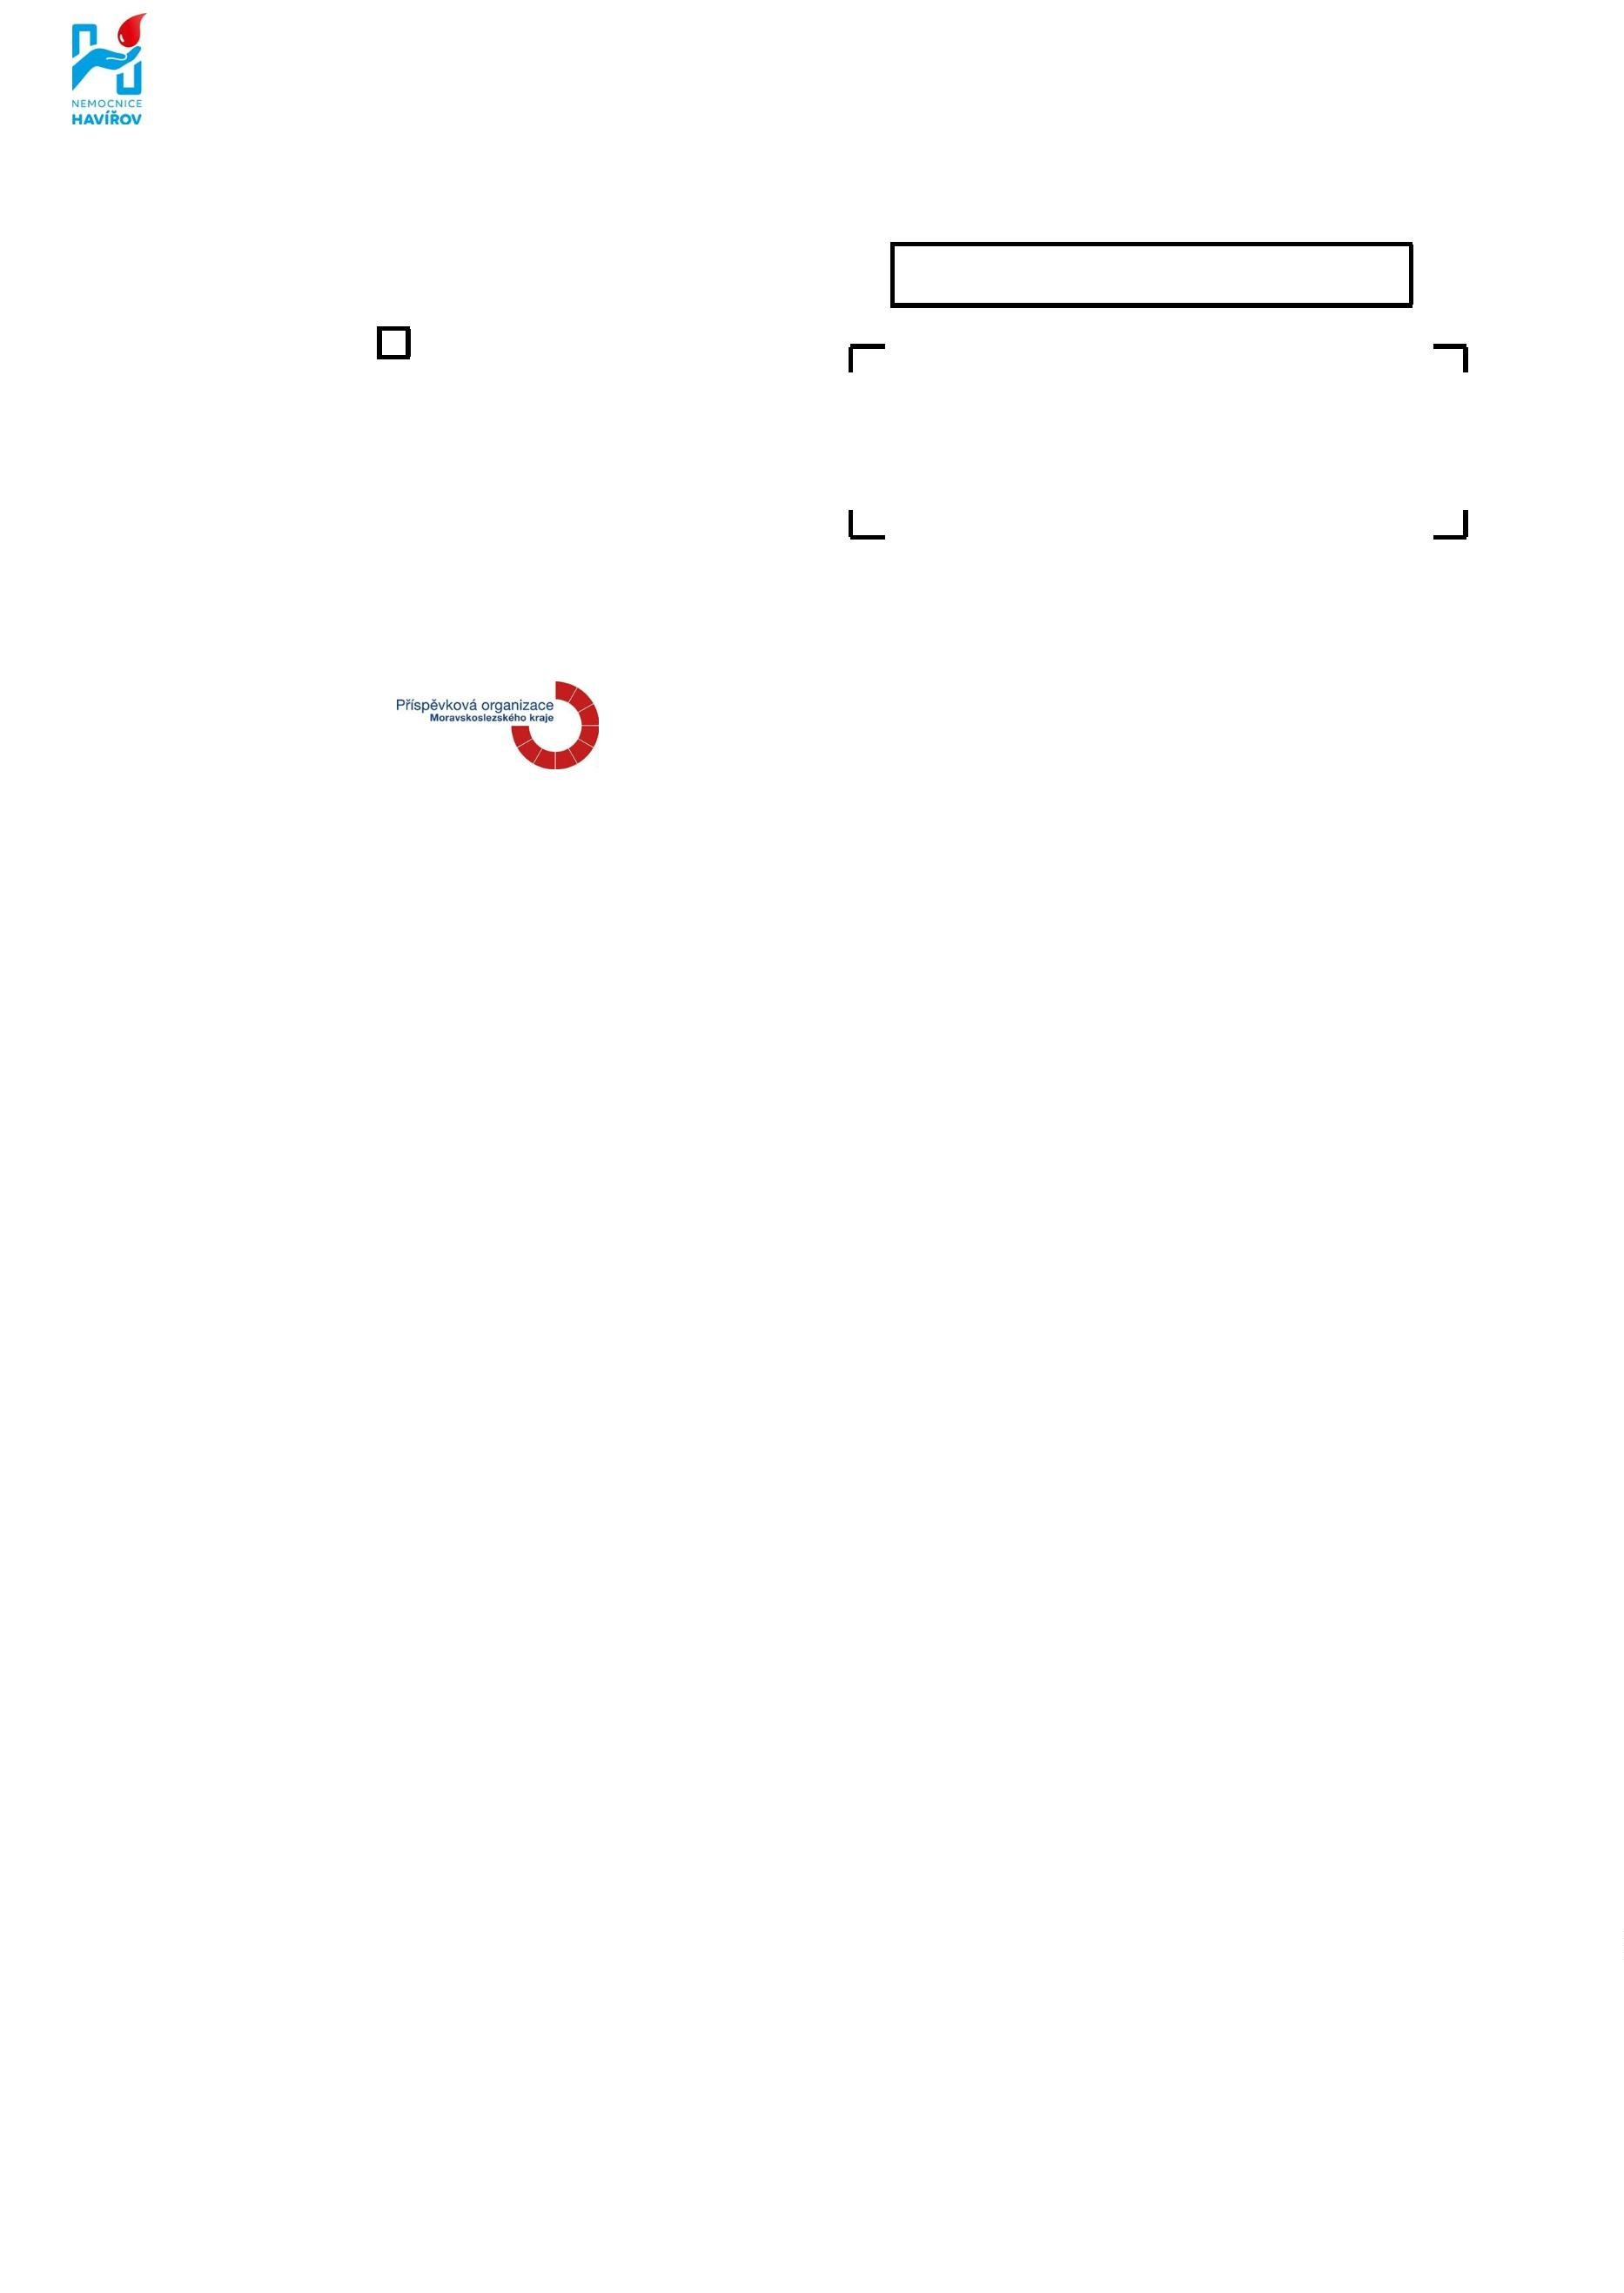 NEMOCNICE
HAVÍŘOV
Příspěvková organizace
Moravskoslezského kraje